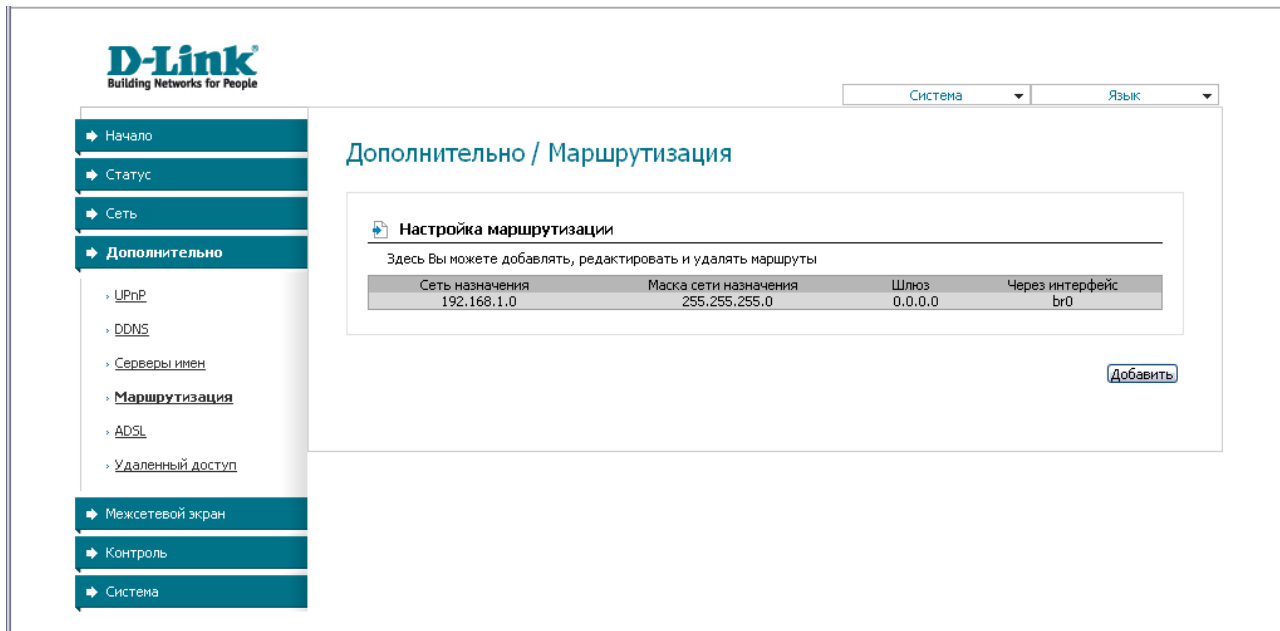 D-Link®
Building Networks for People
Система Язык
Начало
Статус
Сеть
Дополнительно
UPnP
DDNS
Серверы имен
Маршрутизация
ADSL
Удаленный доступ
Межсетевой экран
Контроль
Система
Дополнительно / Маршрутизация
Настройка маршрутизации
Здесь Вы можете добавлять, редактировать и удалять маршруты
Сеть назначения Маска сети назначения Шлюз Через интерфейс
192.168.1.0 255.255.255.0 0.0.0.0 br0
Добавить